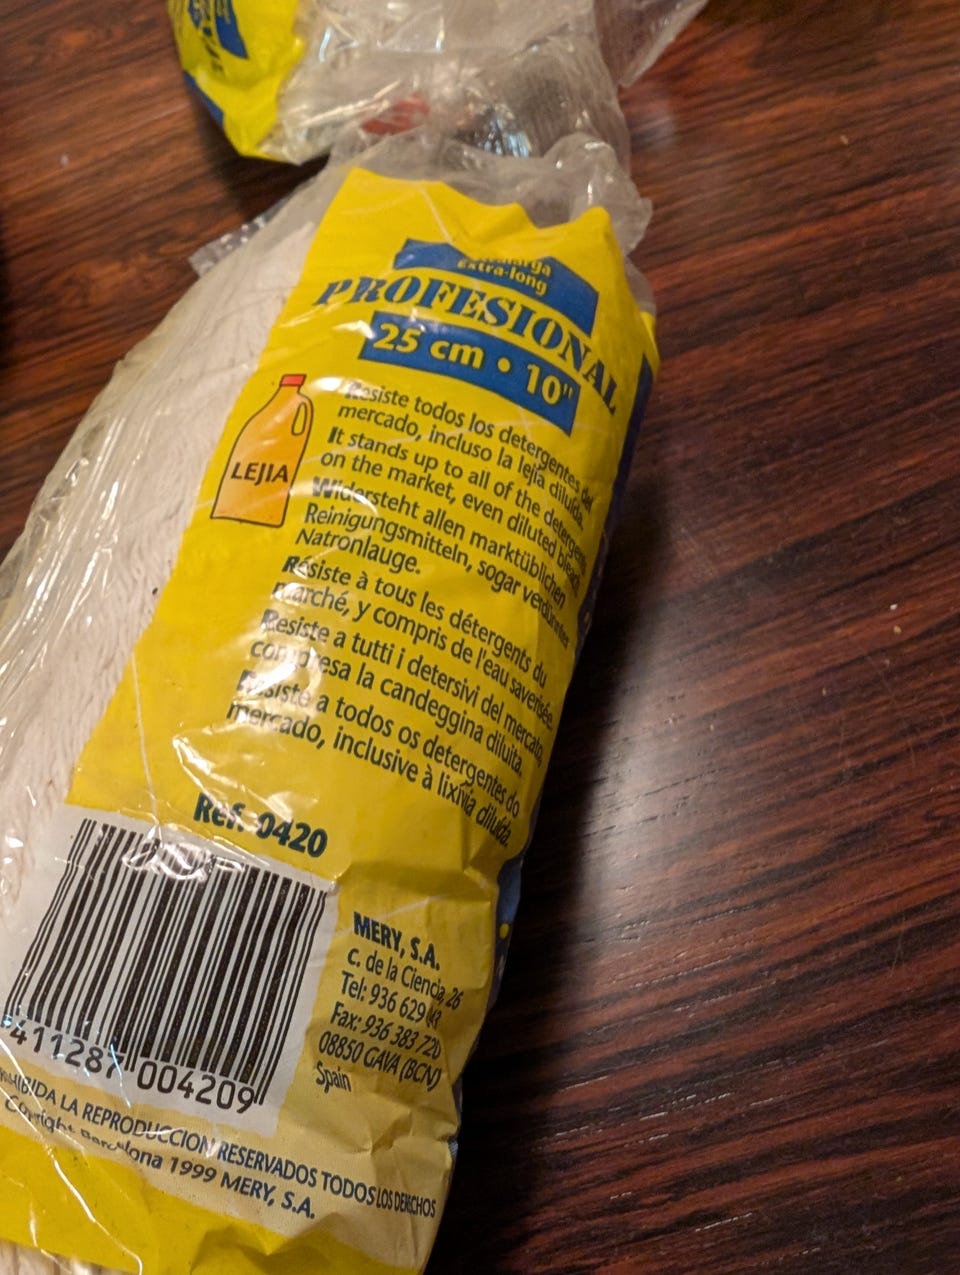 Extra-long
PROFESIONAL
25 cm • 10"
LEJIA
Resiste todos los detergentes del
mercado, incluso la lejía diluída.
It stands up to all of the detergents
on the market, even diluted bleach.
Widersteht allen marktüblichen
Reinigungsmitteln, sogar verdünnter
Natronlauge.
Résiste à tous les détergents du
marché, y compris de l'eau saverisée.
Resiste a tutti i detersivi del mercato,
compresa la candeggina diluita.
Resiste a todos os detergentes do
mercado, inclusive à lixívia diluída.
Ref. 0420
MERY, S.A.
C. de la Ciencia, 26
Tel: 936 629
Fax: 936 383 720
08850 GAVA (BCN)
Spain
411287 004209
LA REPRODUCCION RESERVADOS TODOS LOS DERECHOS
Copyright Barcelona 1999 MERY, S.A.